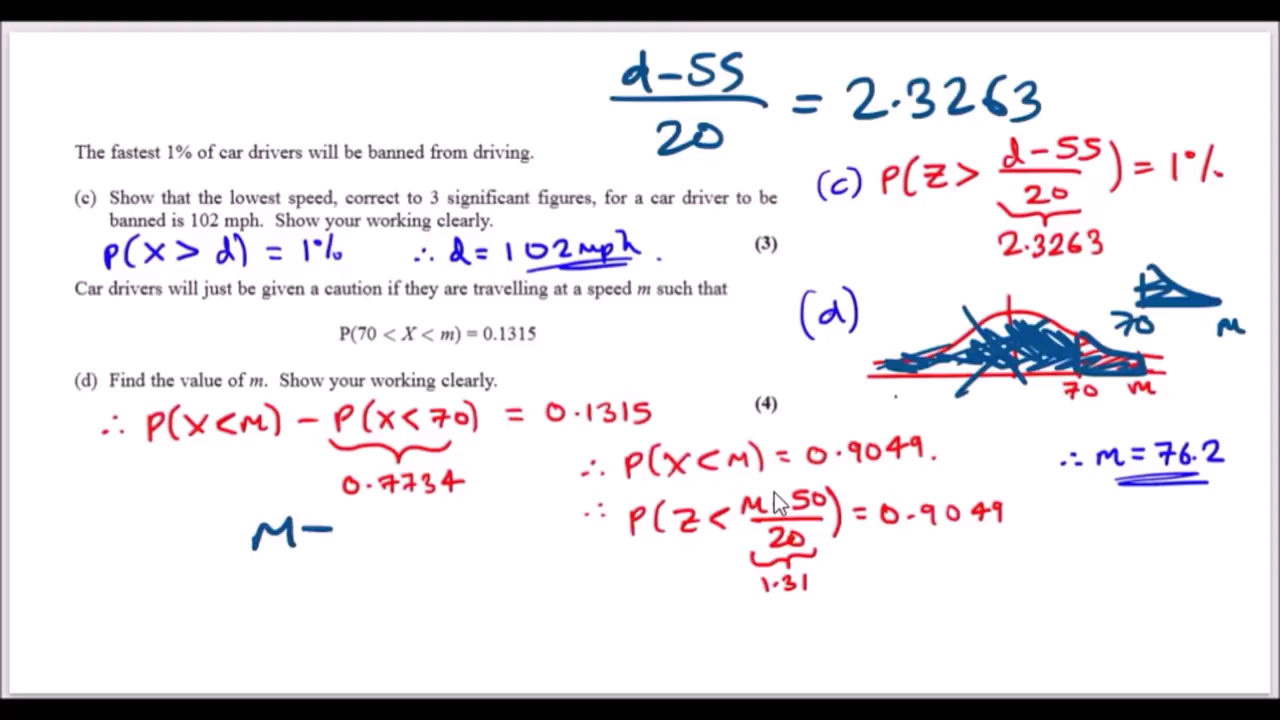 d-55
20
= 2.3263
The fastest 1% of car drivers will be banned from driving.
(c) P(Z > d-55 / 20) = 1%
2.3263
(c) Show that the lowest speed, correct to 3 significant figures, for a car driver to be
banned is 102 mph. Show your working clearly.
P(X > d) = 1% ∴ d = 102mph.
(3)
Car drivers will just be given a caution if they are travelling at a speed m such that
(d)
70 m
P(70 < X < m) = 0.1315
70 m
(d) Find the value of m. Show your working clearly.
(4)
∴ P(X<M) - P(X<70) = 0.1315
0.7734
∴ P(X<M) = 0.9049.
∴ m = 76.2
∴ P(Z < M-50 / 20) = 0.9049
1.31
M-